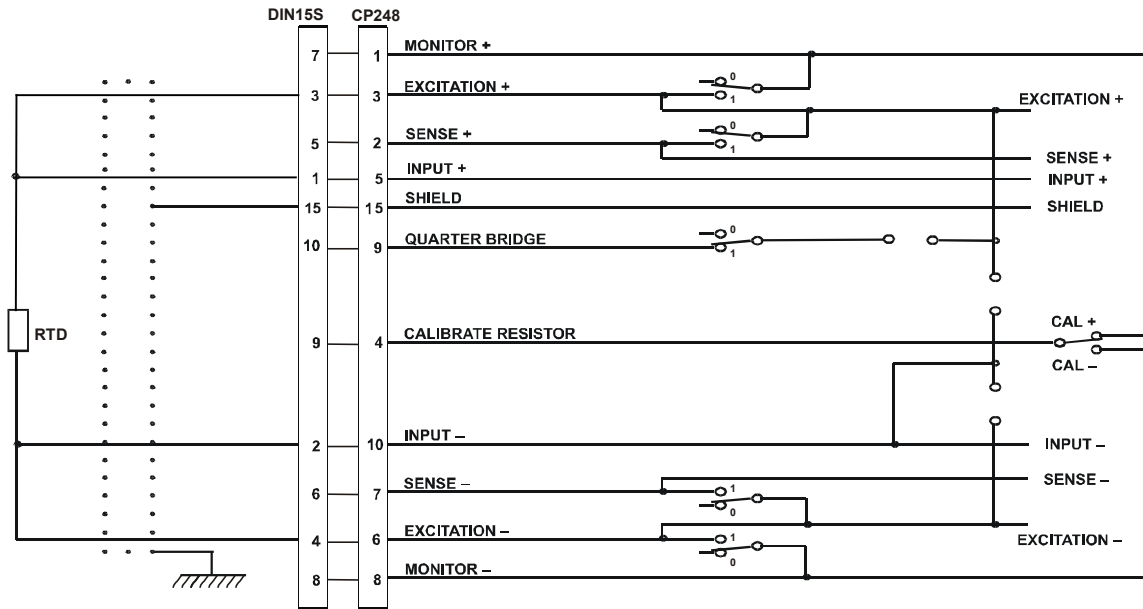 DIN15S CP248
7 1 MONITOR +
0
3 3 EXCITATION + 1 EXCITATION +
0
5 2 SENSE + 1
SENSE +
1 5 INPUT + INPUT +
15 15 SHIELD SHIELD
0
10 9 QUARTER BRIDGE
1
CAL +
RTD 9 4 CALIBRATE RESISTOR
CAL –
2 10 INPUT – INPUT –
6 7 SENSE – 1 SENSE –
0
4 6 EXCITATION – 1 EXCITATION –
0
8 8 MONITOR –